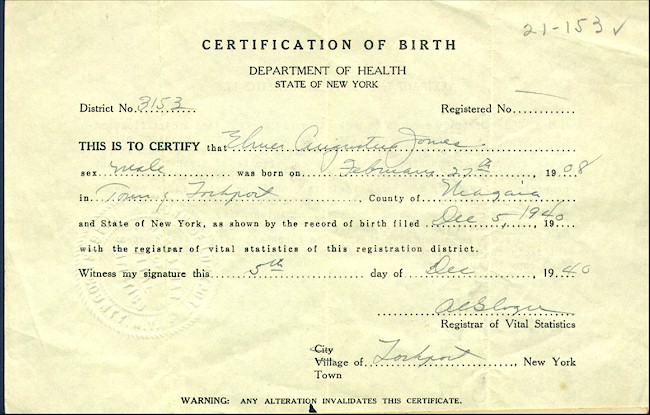 21-153 ✓
CERTIFICATION OF BIRTH
DEPARTMENT OF HEALTH
STATE OF NEW YORK
District No. 3153 Registered No.
THIS IS TO CERTIFY that Elmer Augustus Jones
sex male was born on February 27th, 1908
in Town of Lockport, County of Niagara
and State of New York, as shown by the record of birth filed Dec 5, 1940, 19
with the registrar of vital statistics of this registration district.
Witness my signature this 5th day of Dec, 1940
Registrar of Vital Statistics
City
Village of Lockport, New York
Town
WARNING: ANY ALTERATION INVALIDATES THIS CERTIFICATE.